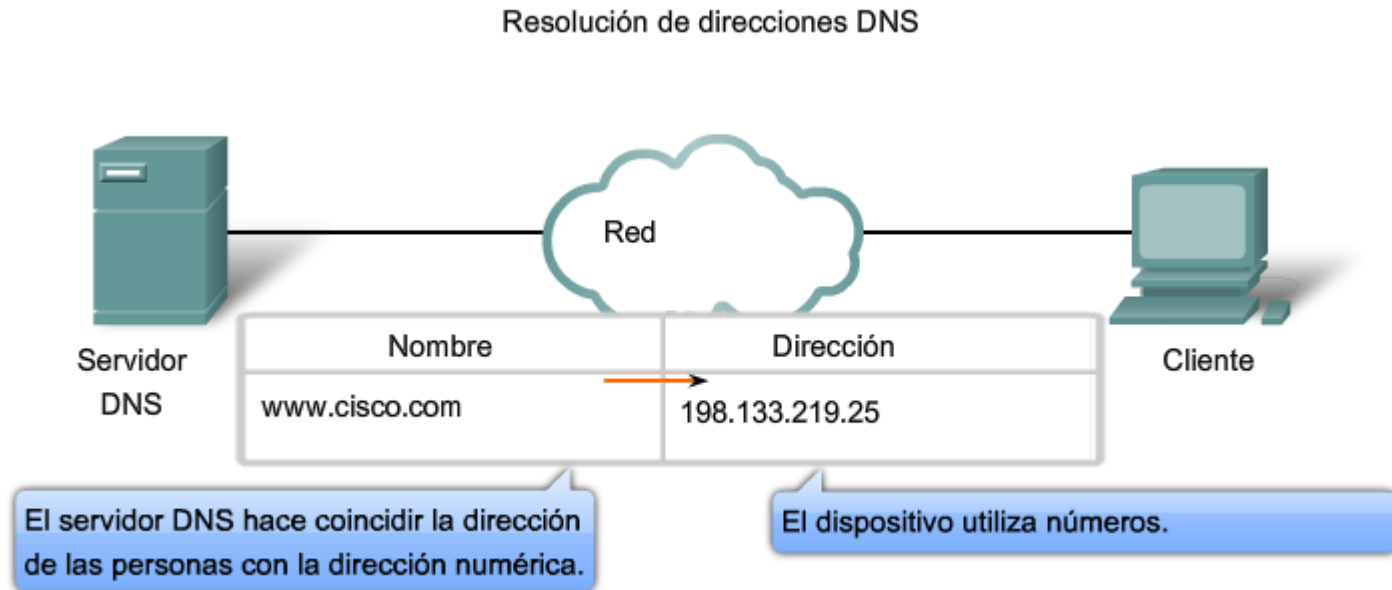 Resolución de direcciones DNS
Red
Servidor
DNS
Cliente
Nombre
Dirección
www.cisco.com
198.133.219.25
El servidor DNS hace coincidir la dirección
de las personas con la dirección numérica.
El dispositivo utiliza números.